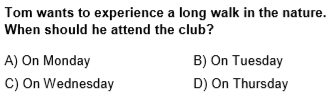 Tom wants to experience a long walk in the nature.
When should he attend the club?
A) On Monday B) On Tuesday
C) On Wednesday D) On Thursday